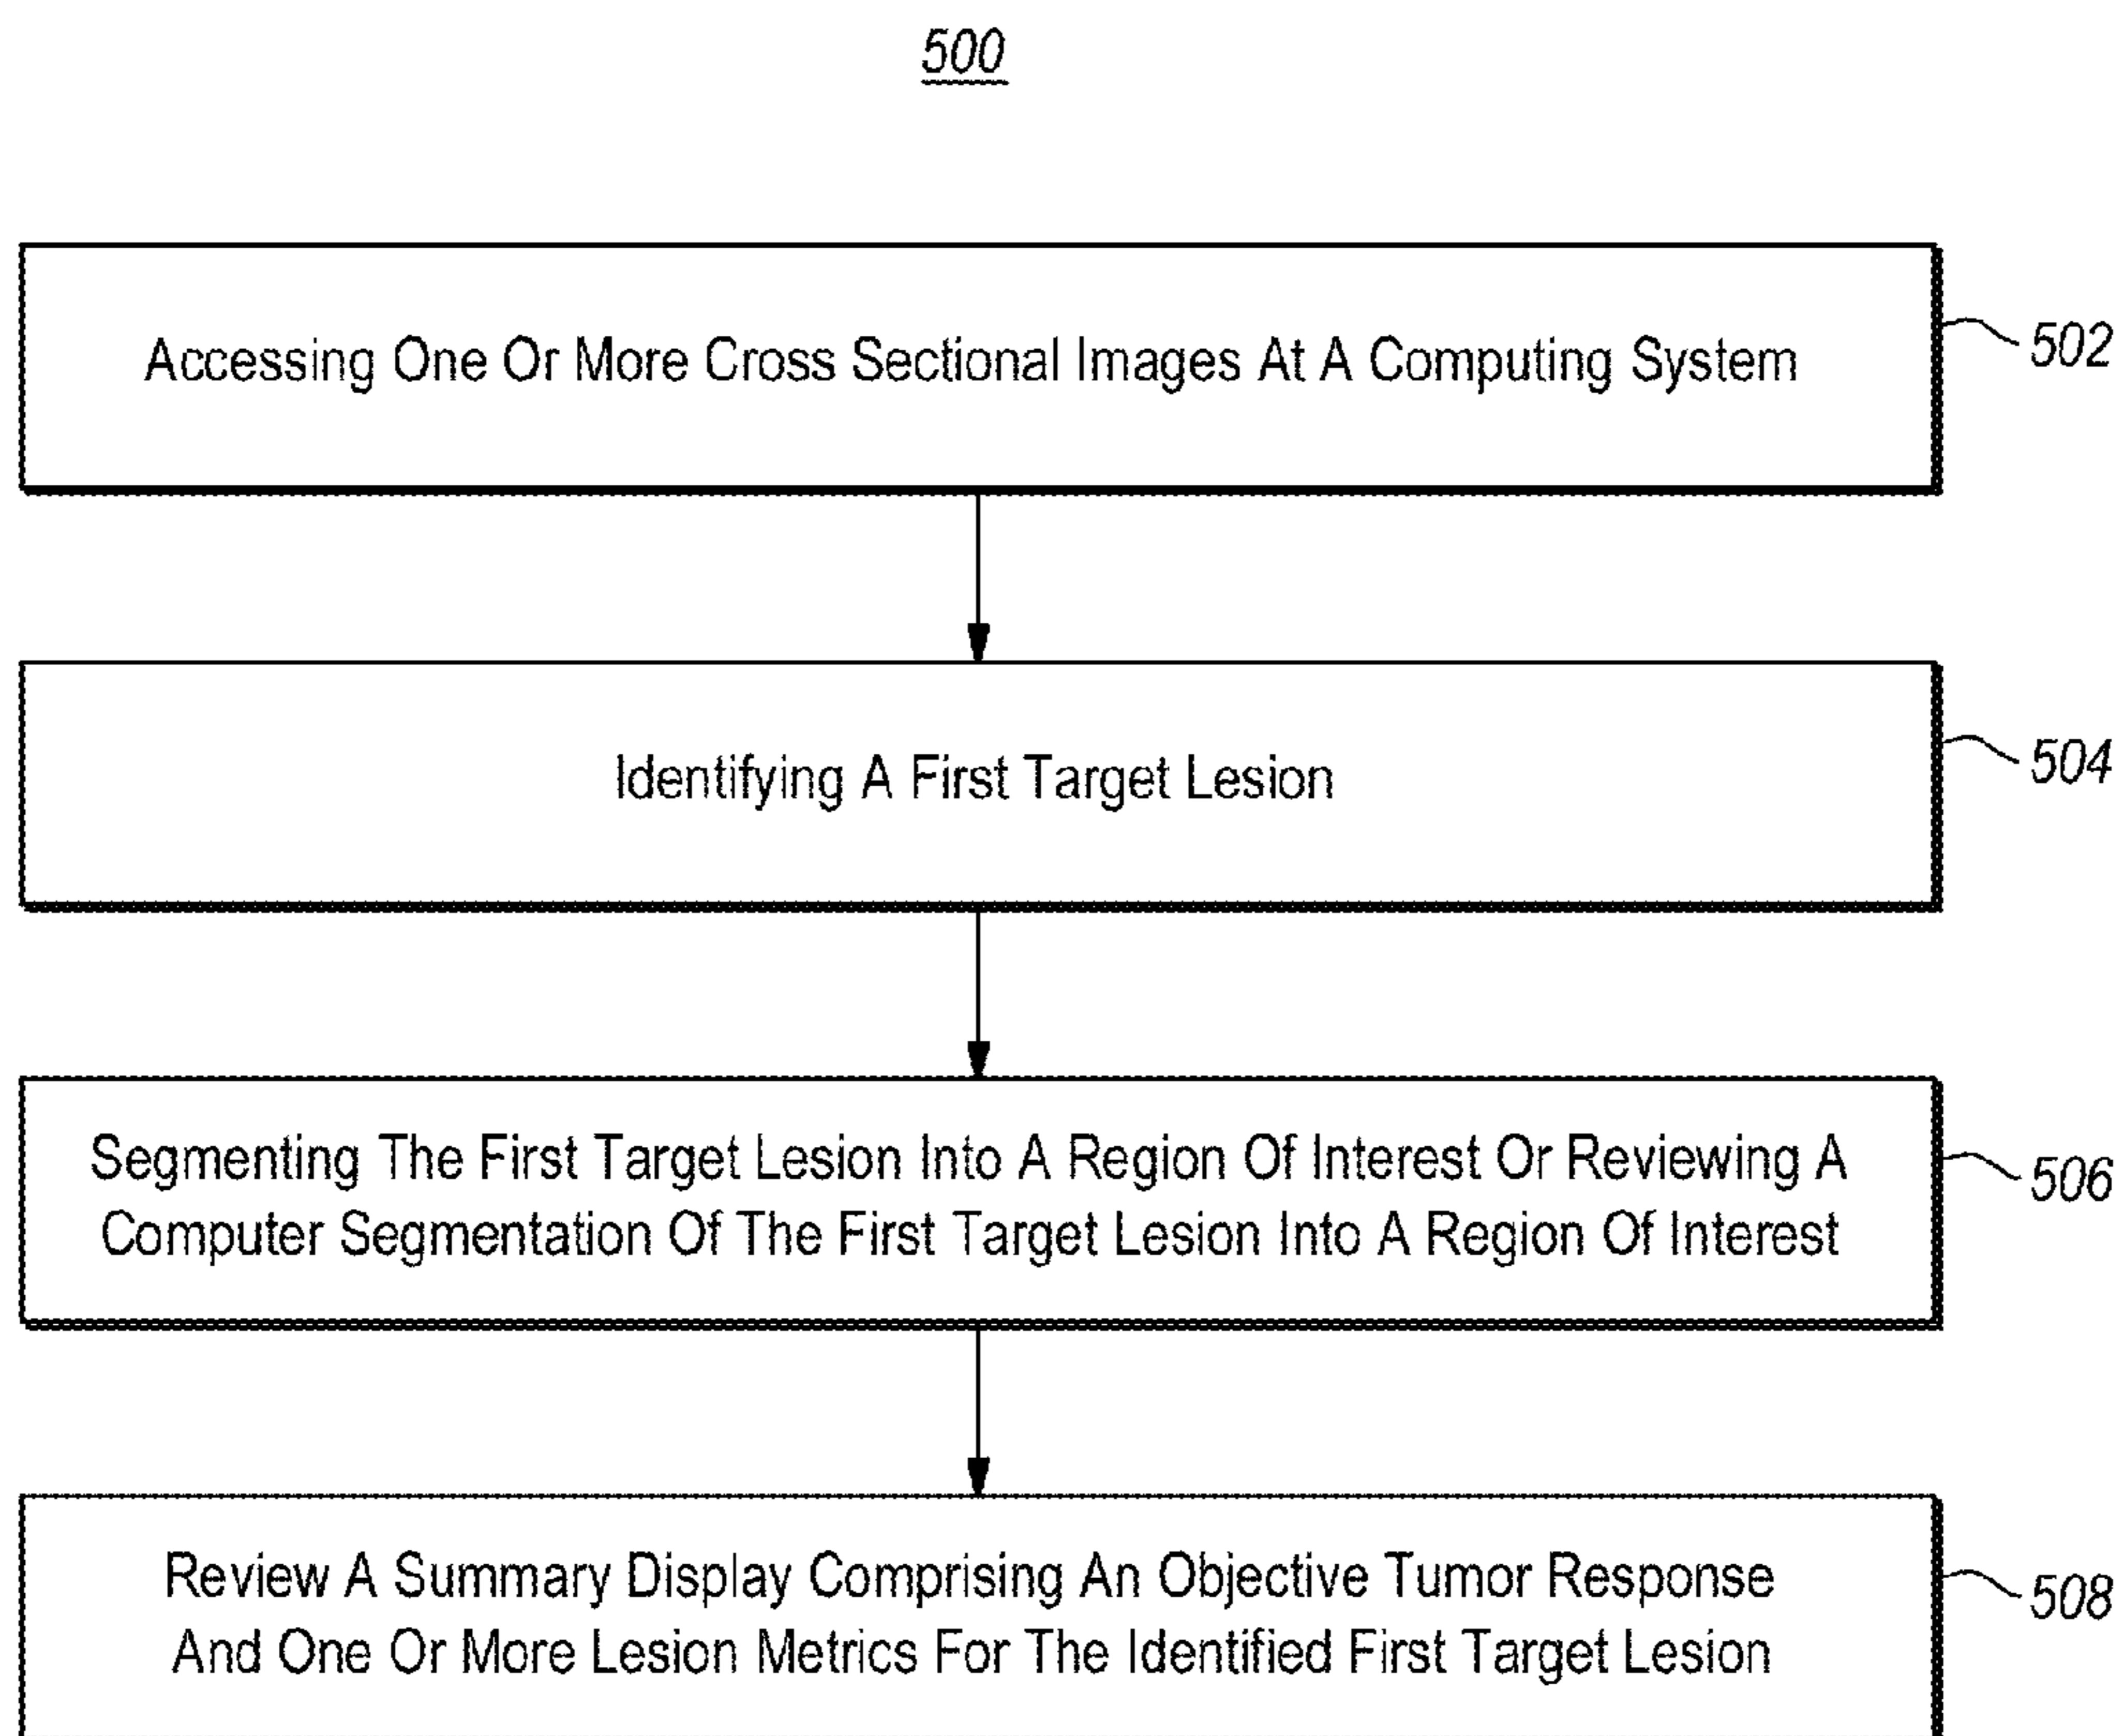 500
Accessing One Or More Cross Sectional Images At A Computing System
502
Identifying A First Target Lesion
504
Segmenting The First Target Lesion Into A Region Of Interest Or Reviewing A
Computer Segmentation Of The First Target Lesion Into A Region Of Interest
506
Review A Summary Display Comprising An Objective Tumor Response
And One Or More Lesion Metrics For The Identified First Target Lesion
508